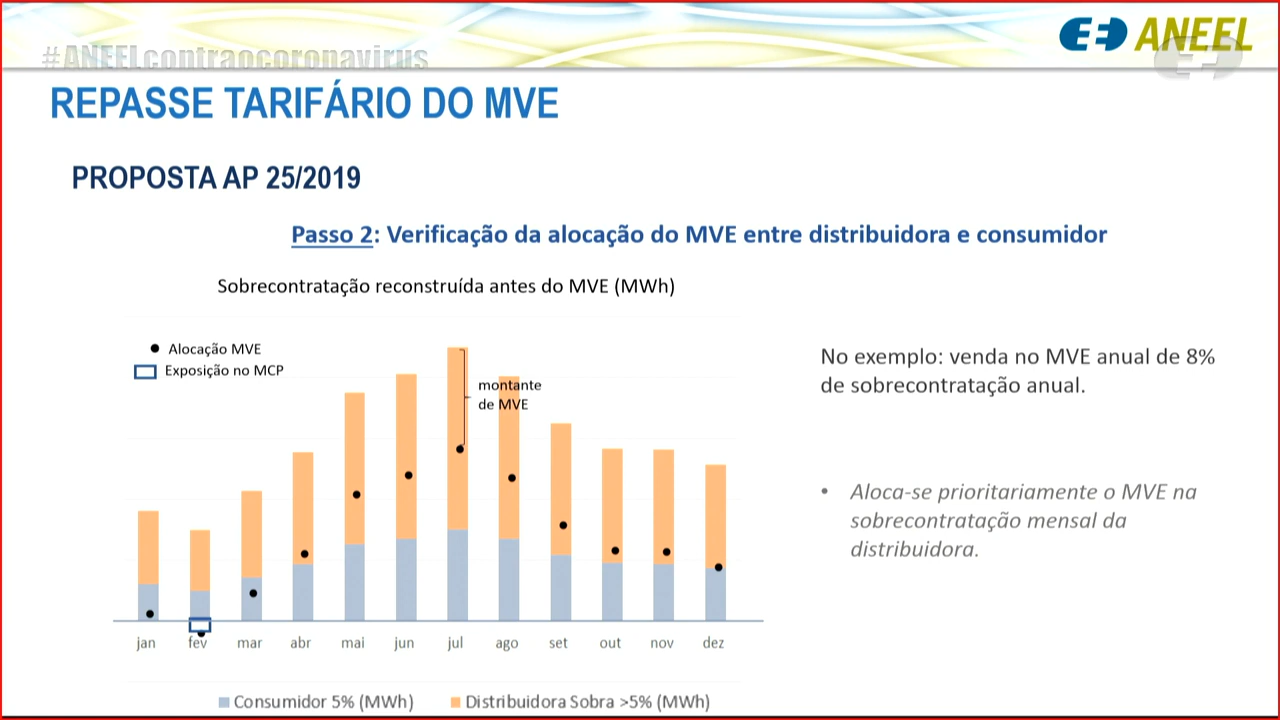 #ANEELcontraocoronavirus
ANEEL
REPASSE TARIFÁRIO DO MVE
PROPOSTA AP 25/2019
Passo 2: Verificação da alocação do MVE entre distribuidora e consumidor
Sobrecontratação reconstruída antes do MVE (MWh)
Alocação MVE
Exposição no MCP
montante
de MVE
No exemplo: venda no MVE anual de 8%
de sobrecontratação anual.
• Aloca-se prioritariamente o MVE na
sobrecontratação mensal da
distribuidora.
jan fev mar abr mai jun jul ago set out nov dez
Consumidor 5% (MWh) Distribuidora Sobra >5% (MWh)